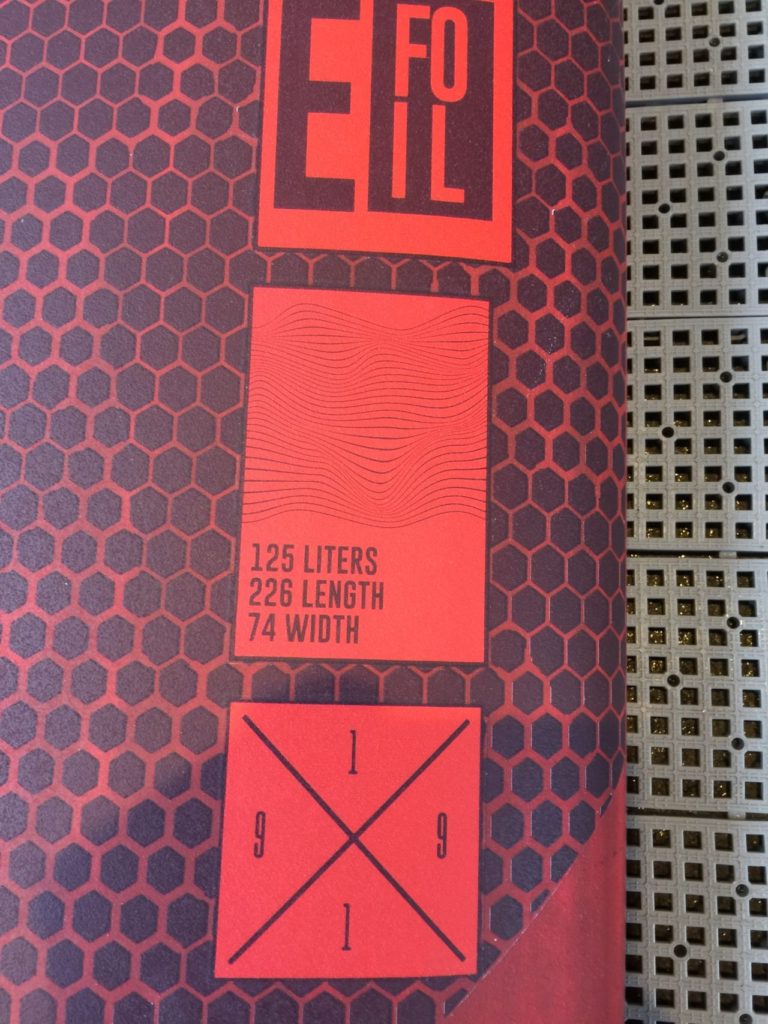 E FO
IL
125 LITERS
226 LENGTH
74 WIDTH
1
9 9
1